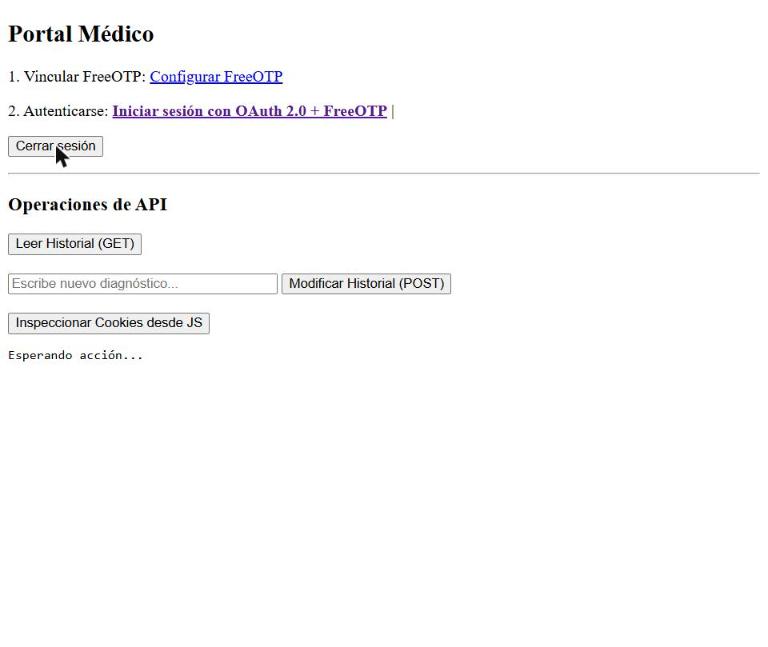 Portal Médico
1. Vincular FreeOTP: Configurar FreeOTP
2. Autenticarse: Iniciar sesión con OAuth 2.0 + FreeOTP |
Cerrar sesión
Operaciones de API
Leer Historial (GET)
Escribe nuevo diagnóstico... Modificar Historial (POST)
Inspeccionar Cookies desde JS
Esperando acción...